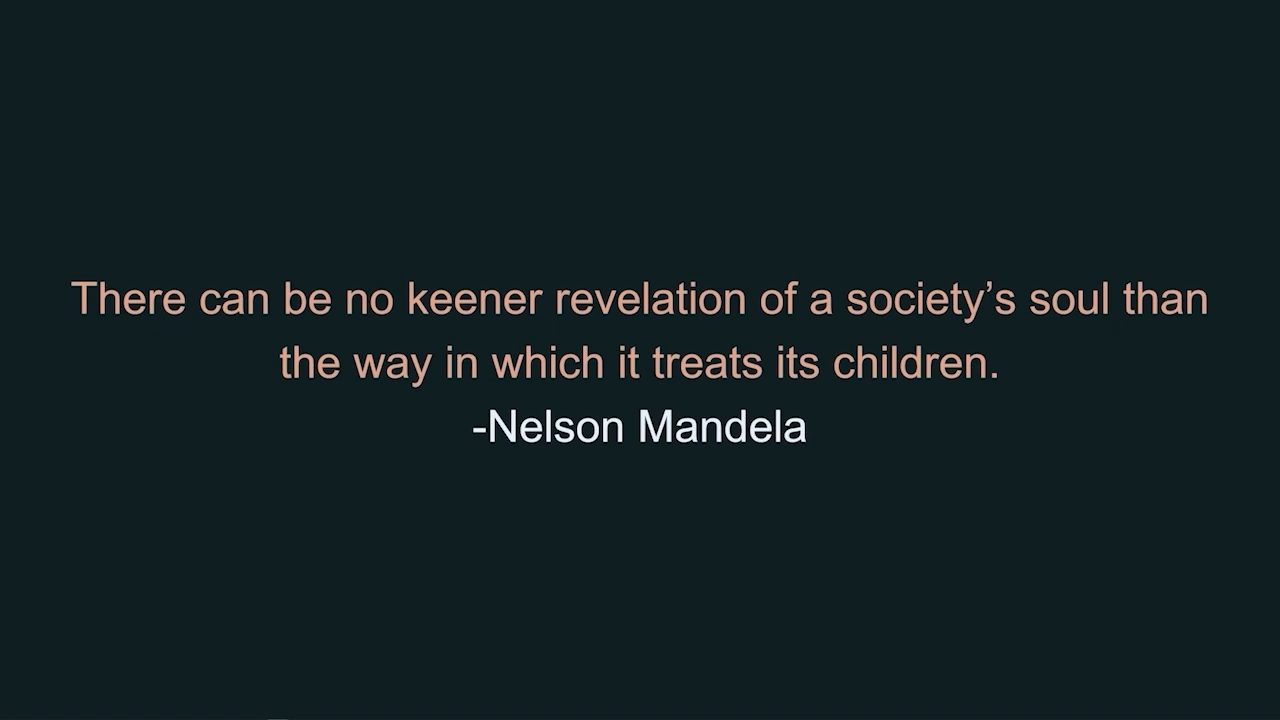 There can be no keener revelation of a society’s soul than
the way in which it treats its children.
-Nelson Mandela